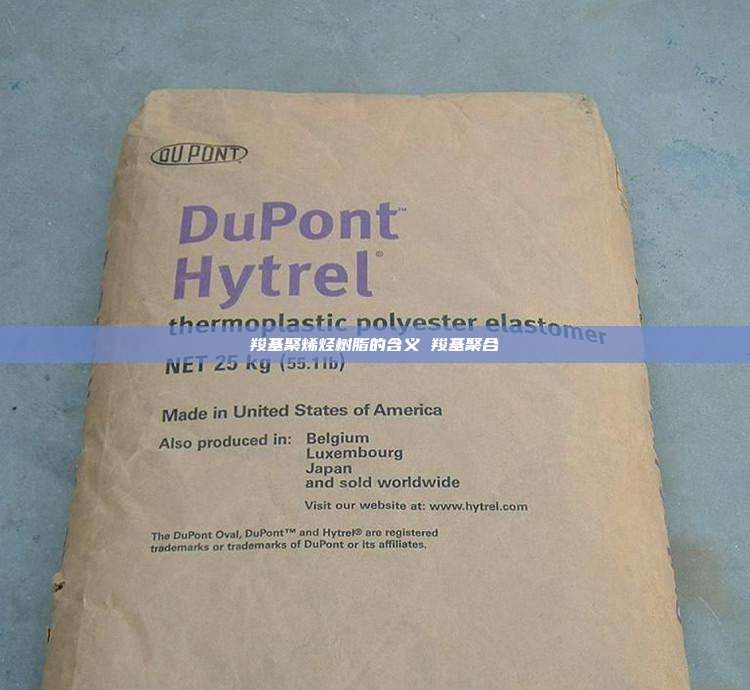 DU PONT
DuPont™
Hytrel®
thermoplastic polyester elastomer
羧基聚烯烃树脂的含义 羧基聚合
NET 25 kg (55.1 lb)
Made in United States of America
Also produced in: Belgium
Luxembourg
Japan
and sold worldwide
Visit our website at: www.hytrel.com
The DuPont Oval, DuPont™ and Hytrel® are registered
trademarks or trademarks of DuPont or its affiliates.